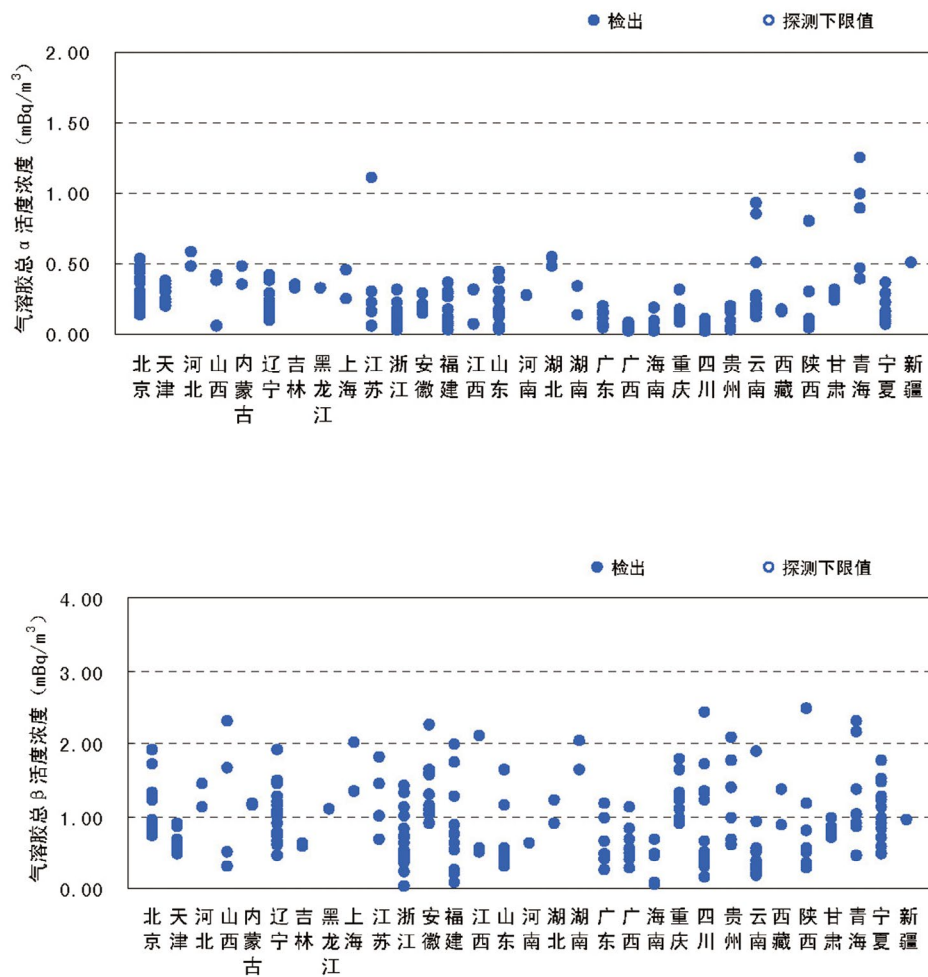 检出 探测下限值
气溶胶总α活度浓度（mBq/m³）
2.00
1.50
1.00
0.50
0.00
北京 天津 河北 山西 内蒙古 辽宁 吉林 黑龙江 上海 江苏 浙江 安徽 福建 江西 山东 河南 湖北 湖南 广东 广西 海南 重庆 四川 贵州 云南 西藏 陕西 甘肃 青海 宁夏 新疆
检出 探测下限值
气溶胶总β活度浓度（mBq/m³）
4.00
3.00
2.00
1.00
0.00
北京 天津 河北 山西 内蒙古 辽宁 吉林 黑龙江 上海 江苏 浙江 安徽 福建 江西 山东 河南 湖北 湖南 广东 广西 海南 重庆 四川 贵州 云南 西藏 陕西 甘肃 青海 宁夏 新疆